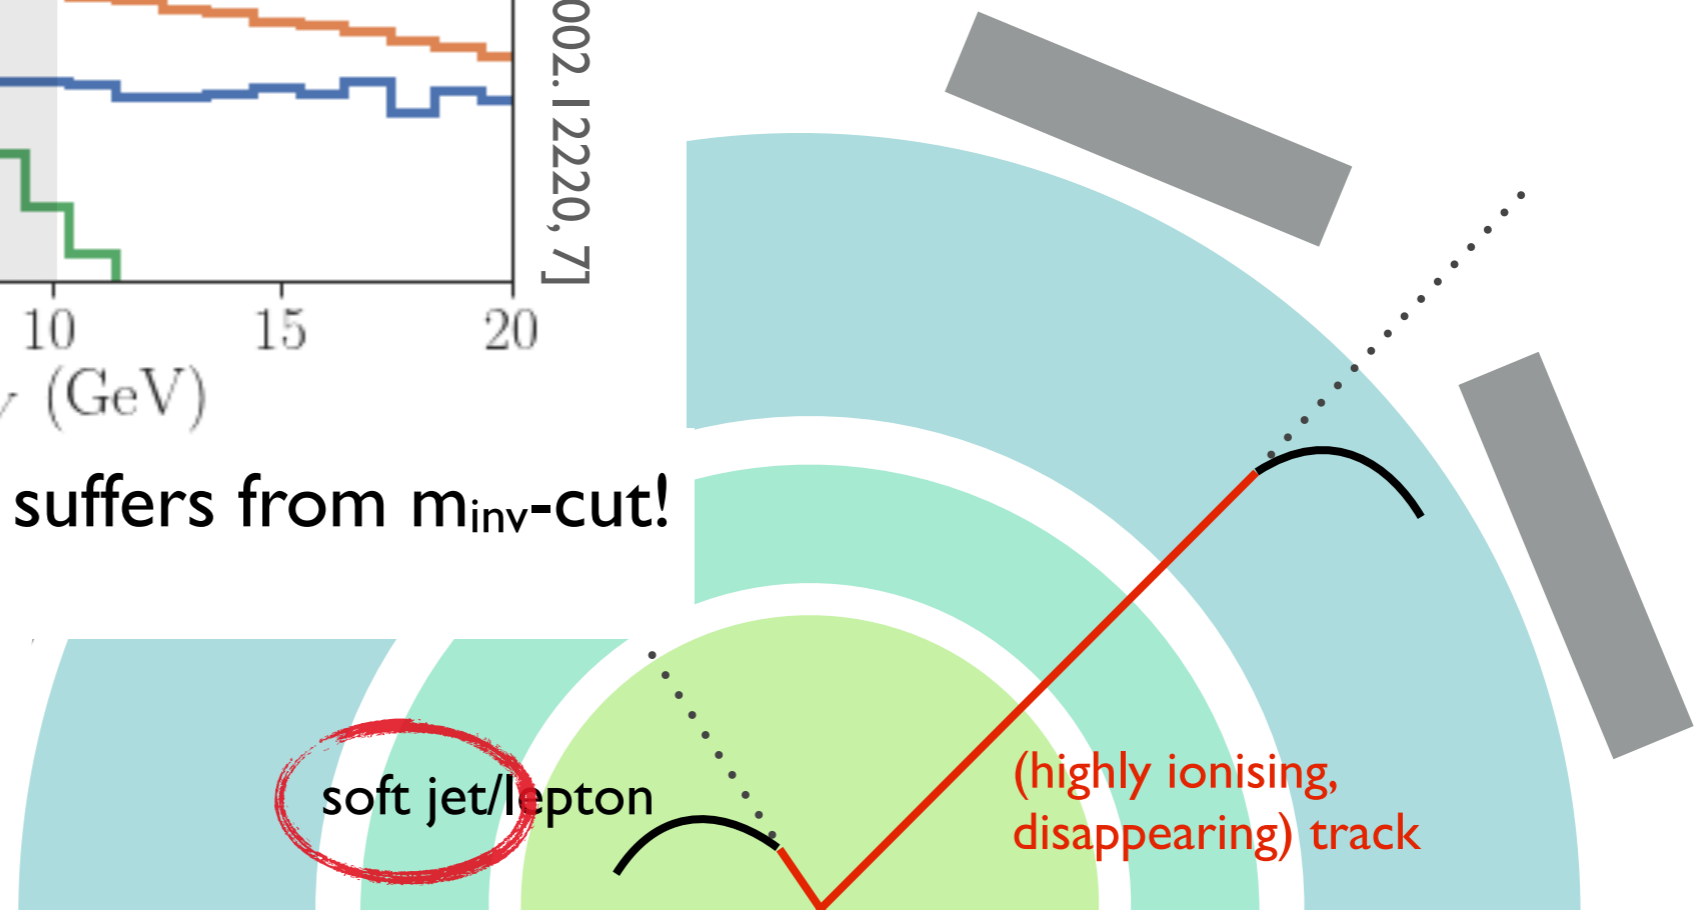 002.12220, 7]
10 15 20
(GeV)
suffers from minv-cut!
soft jet/lepton
(highly ionising,
disappearing) track